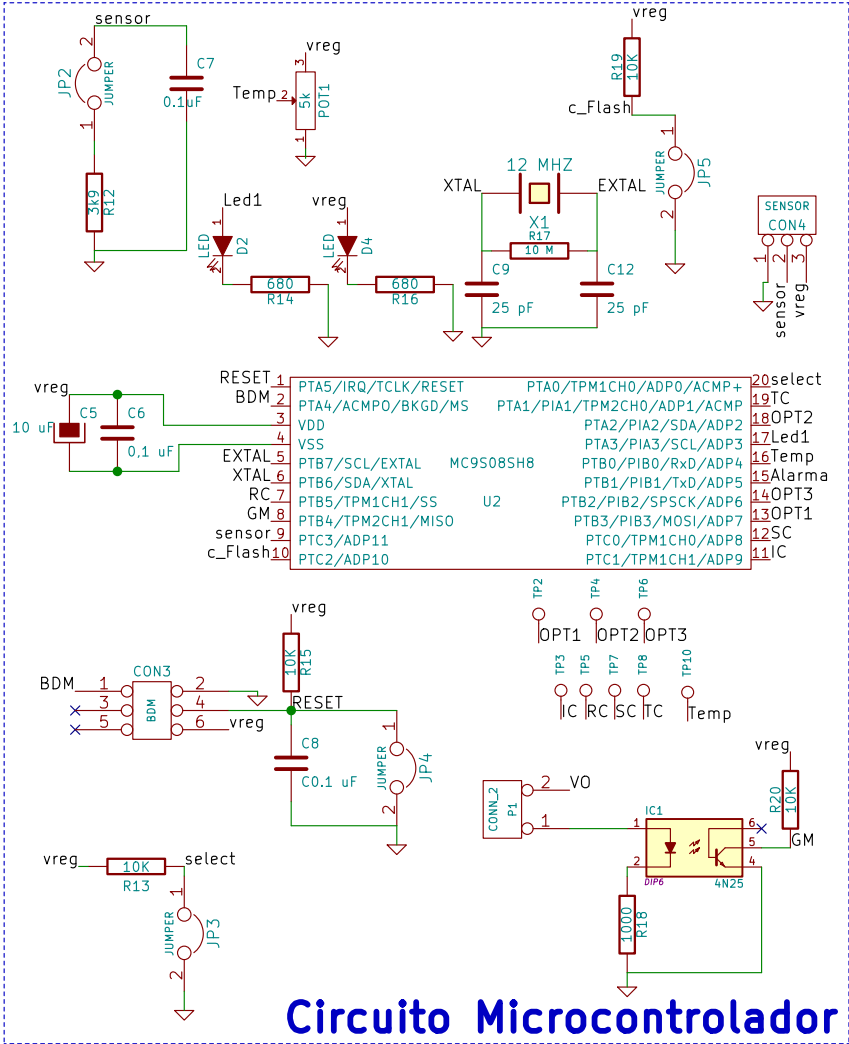 sensor
2
JP2
JUMPER
1
C7
0.1uF
3k9
R12
vreg
3
Temp
2
5k
POT1
1
vreg
R19
10K
c_Flash
1
JUMPER
JP5
2
12 MHZ
XTAL
EXTAL
X1
R17
10 M
C9
25 pF
C12
25 pF
SENSOR
CON4
1
2
3
sensor
vreg
Led1
1
LED
D2
2
680
R14
vreg
1
LED
D4
2
680
R16
vreg
10 uF
C5
C6
0,1 uF
RESET 1 PTA5/IRQ/TCLK/RESET
BDM 2 PTA4/ACMPO/BKGD/MS
3 VDD
4 VSS
EXTAL 5 PTB7/SCL/EXTAL
XTAL 6 PTB6/SDA/XTAL
RC 7 PTB5/TPM1CH1/SS
GM 8 PTB4/TPM2CH1/MISO
sensor 9 PTC3/ADP11
c_Flash 10 PTC2/ADP10
MC9S08SH8
U2
PTA0/TPM1CH0/ADP0/ACMP+ 20 select
PTA1/PIA1/TPM2CH0/ADP1/ACMP 19 TC
PTA2/PIA2/SDA/ADP2 18 OPT2
PTA3/PIA3/SCL/ADP3 17 Led1
PTB0/PIB0/RxD/ADP4 16 Temp
PTB1/PIB1/TxD/ADP5 15 Alarma
PTB2/PIB2/SPSCK/ADP6 14 OPT3
PTB3/PIB3/MOSI/ADP7 13 OPT1
PTC0/TPM1CH0/ADP8 12 SC
PTC1/TPM1CH1/ADP9 11 IC
TP2
OPT1
TP4
OPT2
TP6
OPT3
TP3
IC
TP5
RC
TP7
SC
TP8
TC
TP10
Temp
CON3
BDM
BDM
1
2
3
4
5
6
vreg
vreg
10K
R15
RESET
C8
C0.1 uF
1
JUMPER
JP4
2
CONN_2
P1
2
VO
1
IC1
1
2
6
5
4
DIP6
4N25
vreg
R20
10K
GM
1000
R18
vreg
10K
R13
select
1
JUMPER
JP3
2
Circuito Microcontrolador